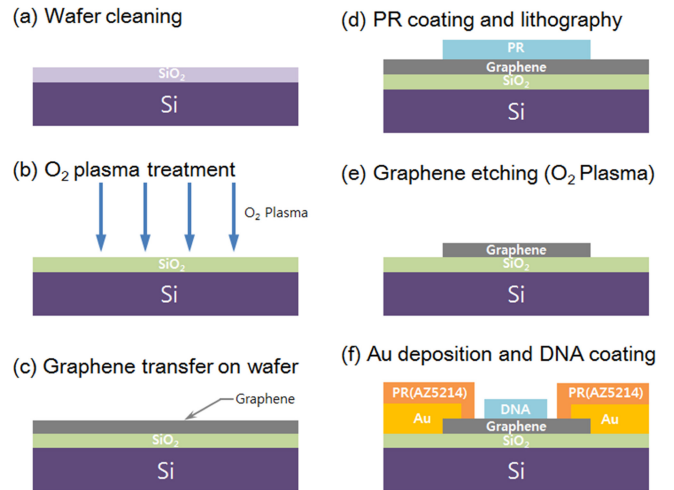 (a) Wafer cleaning
SiO₂
Si
(b) O₂ plasma treatment
O₂ Plasma
SiO₂
Si
(c) Graphene transfer on wafer
Graphene
SiO₂
Si
(d) PR coating and lithography
PR
Graphene
SiO₂
Si
(e) Graphene etching (O₂ Plasma)
Graphene
SiO₂
Si
(f) Au deposition and DNA coating
PR(AZ5214) PR(AZ5214)
DNA
Au Au
Graphene
SiO₂
Si